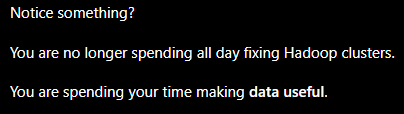 Notice something?
You are no longer spending all day fixing Hadoop clusters.
You are spending your time making data useful.